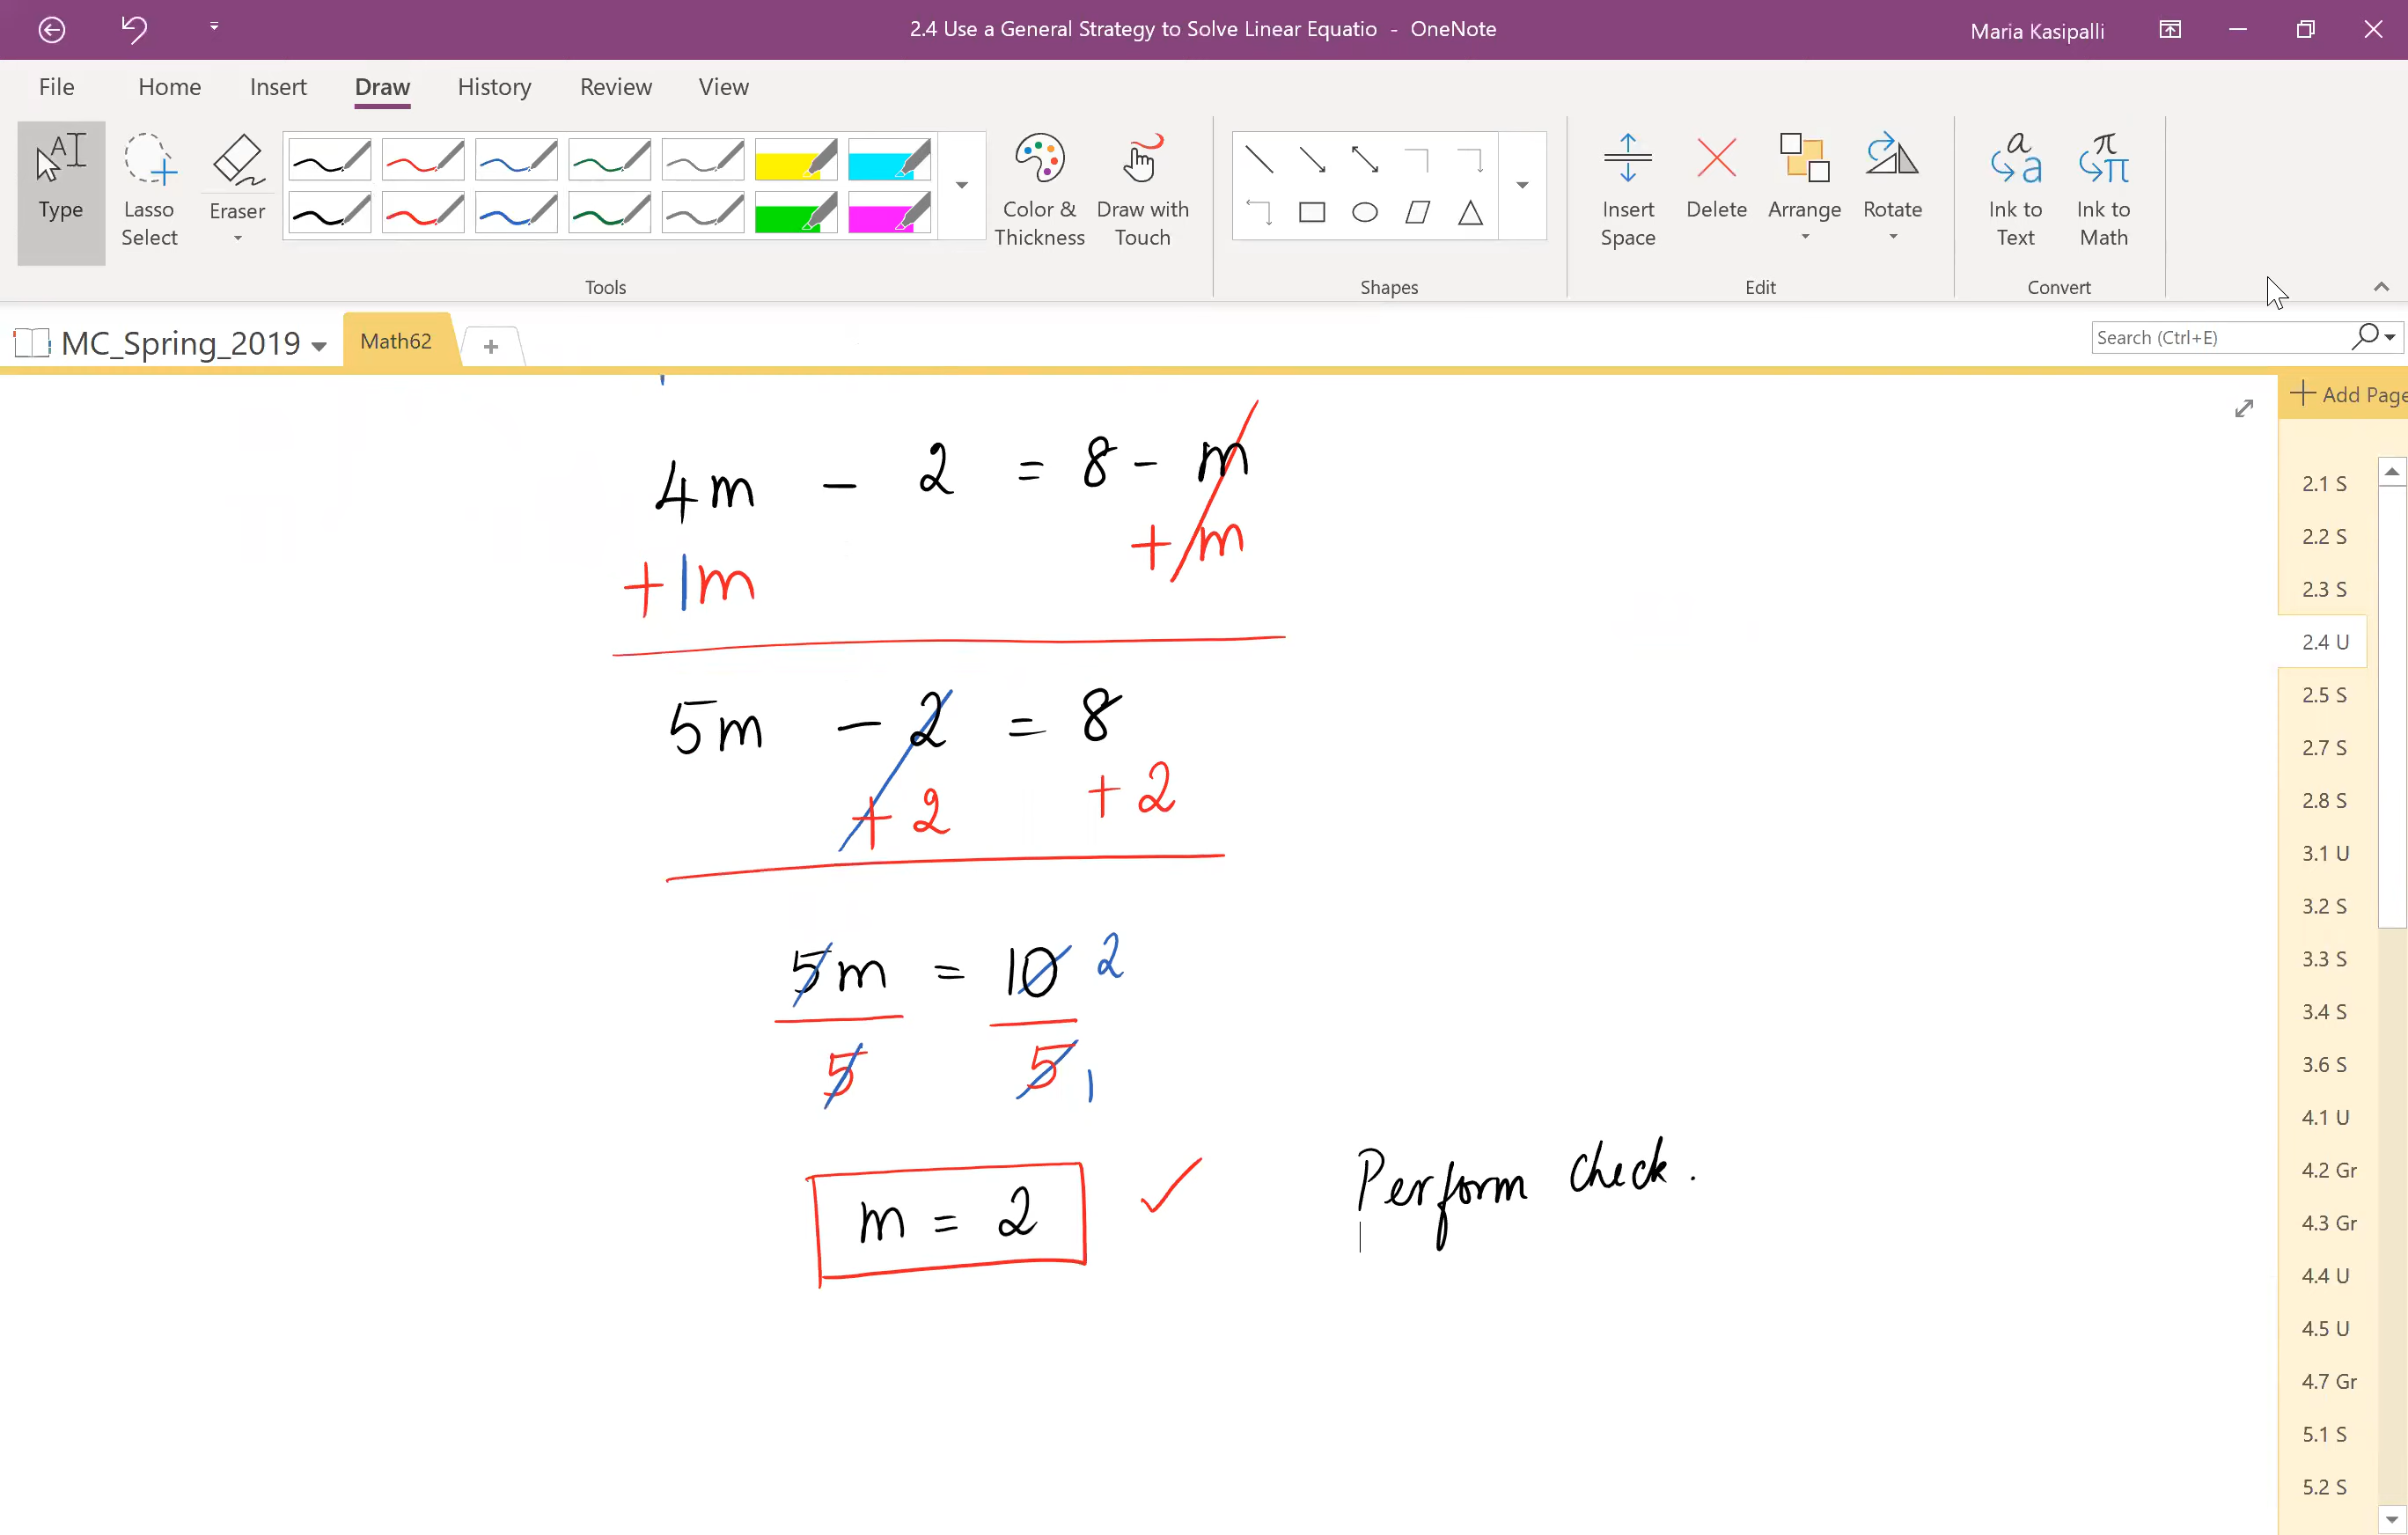 2.4 Use a General Strategy to Solve Linear Equatio - OneNote
Maria Kasipalli
File Home Insert Draw History Review View
Type
Lasso Select
Eraser
Color & Thickness
Draw with Touch
Insert Space
Delete
Arrange
Rotate
Ink to Text
Ink to Math
Tools
Shapes
Edit
Convert
MC_Spring_2019
Math62
Search (Ctrl+E)
Add Page
4m - 2 = 8 - m
+1m + m
5m - 2 = 8
+ 2 + 2
5m = 10 2
5 5 1
m = 2 ✓
Perform check.
2.1 S
2.2 S
2.3 S
2.4 U
2.5 S
2.7 S
2.8 S
3.1 U
3.2 S
3.3 S
3.4 S
3.6 S
4.1 U
4.2 Gr
4.3 Gr
4.4 U
4.5 U
4.7 Gr
5.1 S
5.2 S